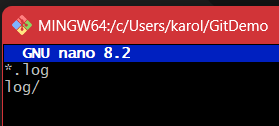 MINGW64:/c/Users/karol/GitDemo
GNU nano 8.2
*.log
log/